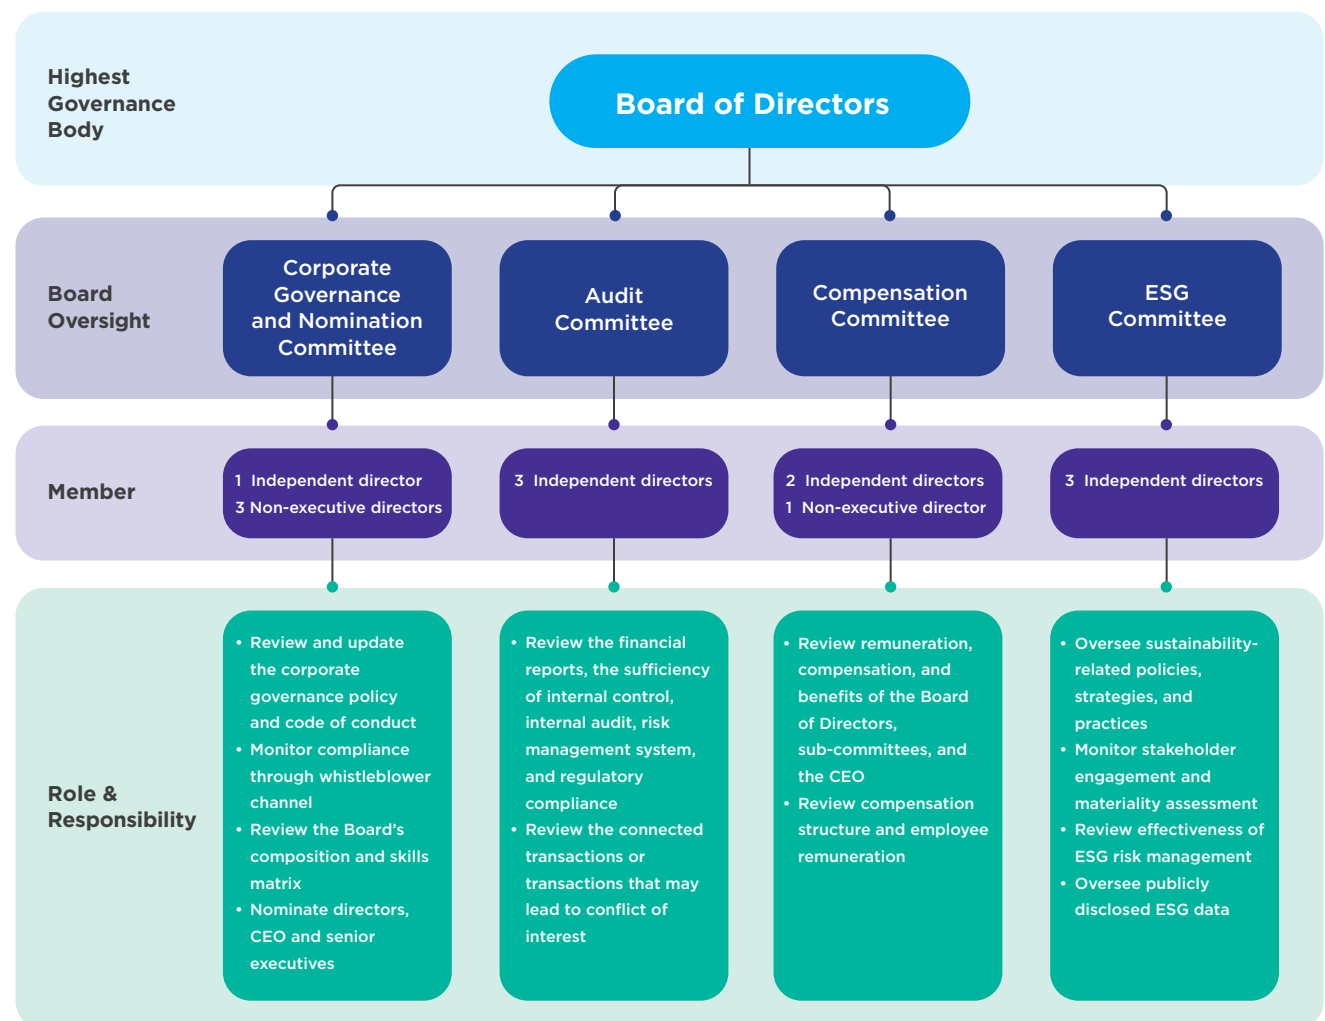 Highest
Governance
Body
Board of Directors
Board
Oversight
Corporate
Governance
and Nomination
Committee
Audit
Committee
Compensation
Committee
ESG
Committee
Member
1 Independent director
3 Non-executive directors
3 Independent directors
2 Independent directors
1 Non-executive director
3 Independent directors
Role &
Responsibility
• Review and update
the corporate
governance policy
and code of conduct
• Monitor compliance
through whistleblower
channel
• Review the Board's
composition and skills
matrix
• Nominate directors,
CEO and senior
executives
• Review the financial
reports, the sufficiency
of internal control,
internal audit, risk
management system,
and regulatory
compliance
• Review the connected
transactions or
transactions that may
lead to conflict of
interest
• Review remuneration,
compensation, and
benefits of the Board
of Directors,
sub-committees, and
the CEO
• Review compensation
structure and employee
remuneration
• Oversee sustainability-
related policies,
strategies, and
practices
• Monitor stakeholder
engagement and
materiality assessment
• Review effectiveness of
ESG risk management
• Oversee publicly
disclosed ESG data